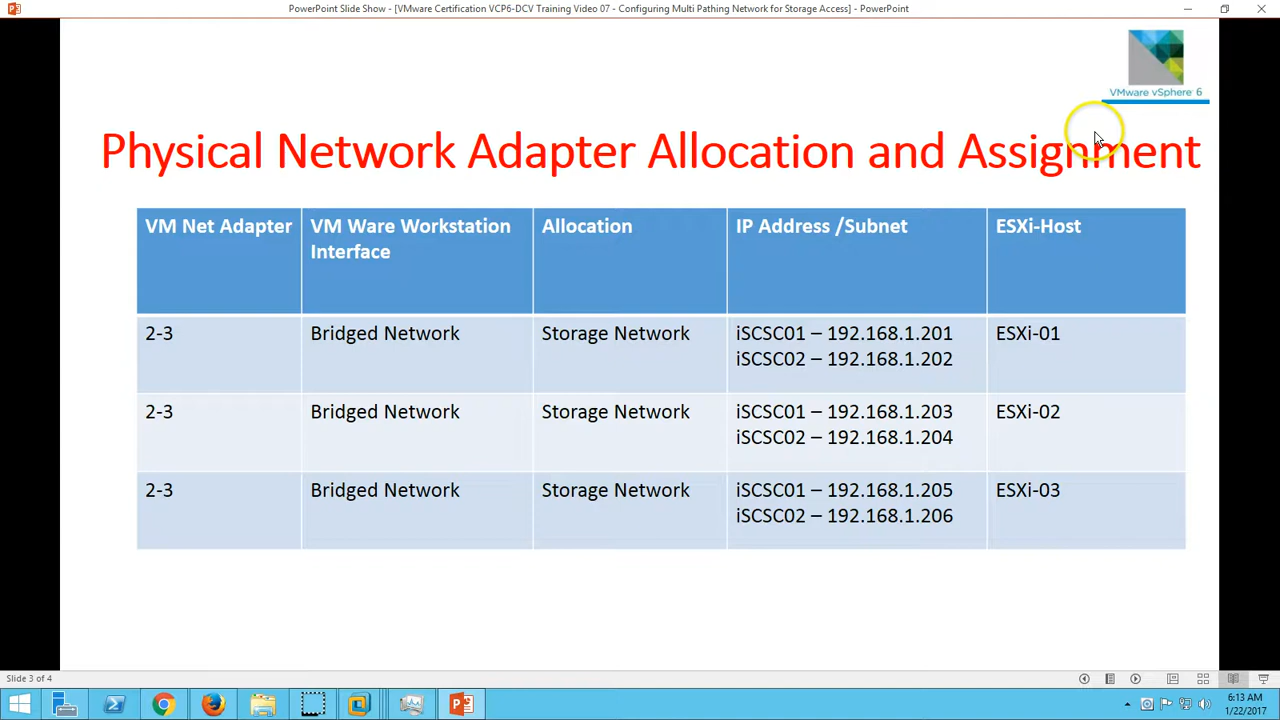 PowerPoint Slide Show - [VMware Certification VCP6-DCV Training Video 07 - Configuring Multi Pathing Network for Storage Access] - PowerPoint
VMware vSphere 6
Physical Network Adapter Allocation and Assignment
VM Net Adapter
VM Ware Workstation
Interface
Allocation
IP Address /Subnet
ESXi-Host
2-3
Bridged Network
Storage Network
iSCSC01 – 192.168.1.201
iSCSC02 – 192.168.1.202
ESXi-01
2-3
Bridged Network
Storage Network
iSCSC01 – 192.168.1.203
iSCSC02 – 192.168.1.204
ESXi-02
2-3
Bridged Network
Storage Network
iSCSC01 – 192.168.1.205
iSCSC02 – 192.168.1.206
ESXi-03
Slide 3 of 4
6:13 AM
1/22/2017